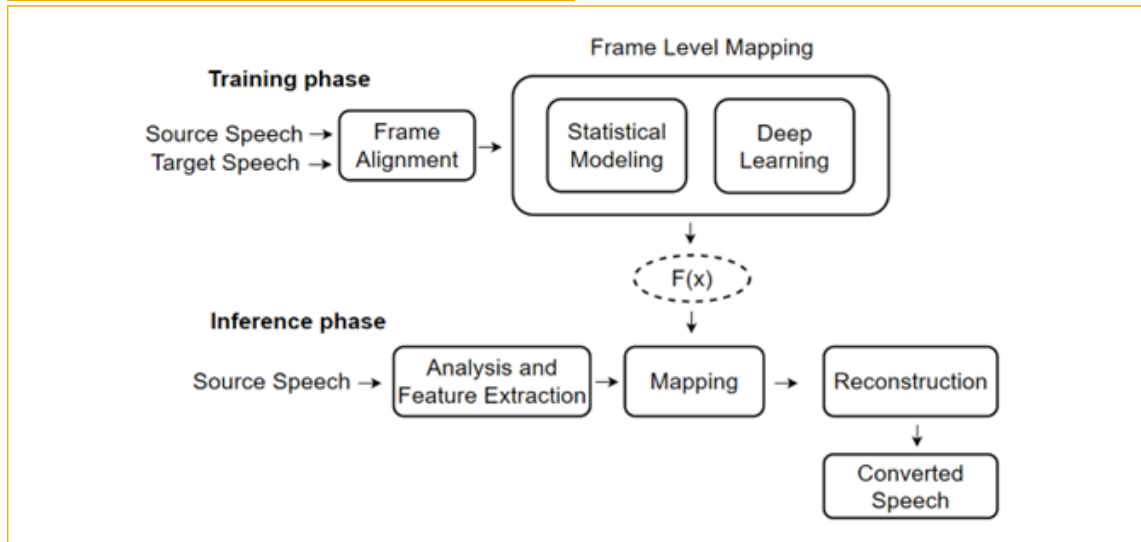 Frame Level Mapping
Training phase
Source Speech
Target Speech
Frame
Alignment
Statistical
Modeling
Deep
Learning
F(x)
Inference phase
Source Speech
Analysis and
Feature Extraction
Mapping
Reconstruction
Converted
Speech